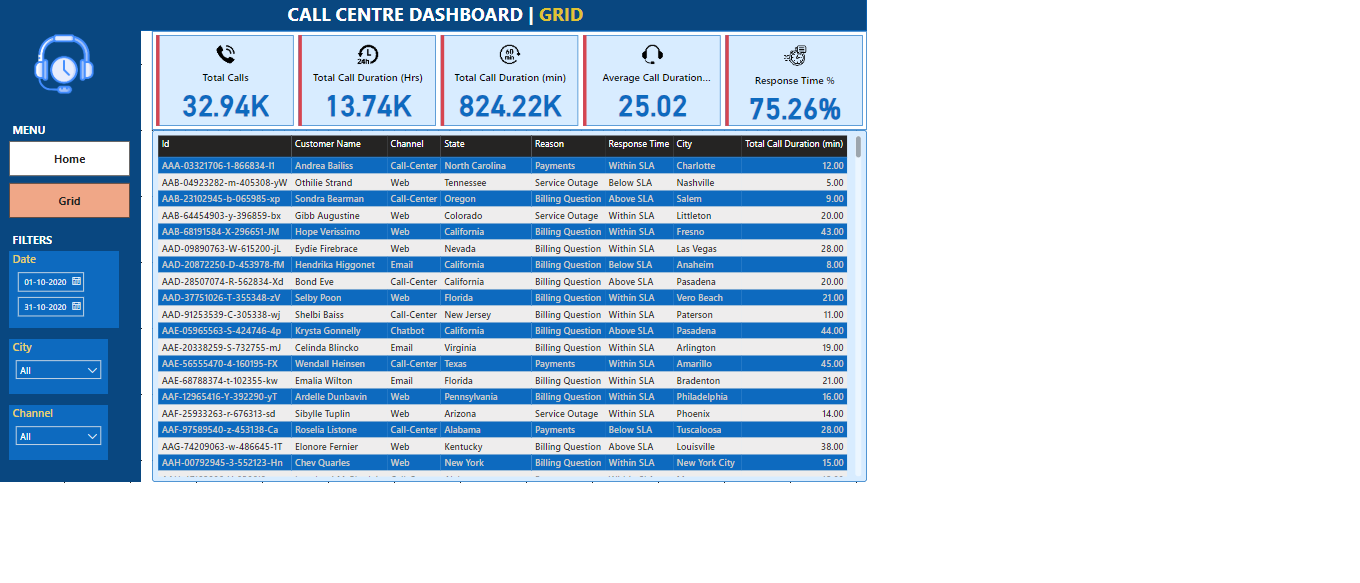 CALL CENTRE DASHBOARD | GRID
MENU
Home
Grid
FILTERS
Date
01-10-2020
31-10-2020
City
All
Channel
All
Total Calls
32.94K
24h
Total Call Duration (Hrs)
13.74K
60 min
Total Call Duration (min)
824.22K
Average Call Duration...
25.02
Response Time %
75.26%
Id Customer Name Channel State Reason Response Time City Total Call Duration (min)
AAA-03321706-1-866834-I1 Andrea Bailiss Call-Center North Carolina Payments Within SLA Charlotte 12.00
AAB-04923282-m-405308-yW Othilie Strand Web Tennessee Service Outage Below SLA Nashville 5.00
AAB-23102945-b-065985-xp Sondra Bearman Call-Center Oregon Billing Question Above SLA Salem 9.00
AAB-64454903-y-396859-bx Gibb Augustine Web Colorado Service Outage Within SLA Littleton 20.00
AAB-68191584-X-296651-JM Hope Verissimo Web California Billing Question Within SLA Fresno 43.00
AAD-09890763-W-615200-jL Eydie Firebrace Web Nevada Billing Question Within SLA Las Vegas 28.00
AAD-20872250-D-453978-fM Hendrika Higgonet Email California Billing Question Below SLA Anaheim 8.00
AAD-28507074-R-562834-Xd Bond Eve Call-Center California Billing Question Above SLA Pasadena 20.00
AAD-37751026-T-355348-zV Selby Poon Web Florida Billing Question Within SLA Vero Beach 21.00
AAD-91253539-C-305338-wj Shelbi Baiss Call-Center New Jersey Billing Question Within SLA Paterson 11.00
AAE-05965563-S-424746-4p Krysta Gonnelly Chatbot California Billing Question Above SLA Pasadena 44.00
AAE-20338259-S-732755-mJ Celinda Blincko Email Virginia Billing Question Within SLA Arlington 19.00
AAE-56555470-4-160195-FX Wendall Heinsen Call-Center Texas Payments Within SLA Amarillo 45.00
AAE-68788374-t-102355-kw Emalia Wilton Email Florida Billing Question Within SLA Bradenton 21.00
AAF-12965416-Y-392290-yT Ardelle Dunbavin Web Pennsylvania Billing Question Within SLA Philadelphia 16.00
AAF-25933263-r-676313-sd Sibylle Tuplin Web Arizona Service Outage Within SLA Phoenix 14.00
AAF-97589540-z-453138-Ca Roselia Listone Call-Center Alabama Payments Below SLA Tuscaloosa 28.00
AAG-74209063-w-486645-1T Elonore Fernier Web Kentucky Billing Question Above SLA Louisville 38.00
AAH-00792945-3-552123-Hn Chev Quarles Web New York Billing Question Within SLA New York City 15.00